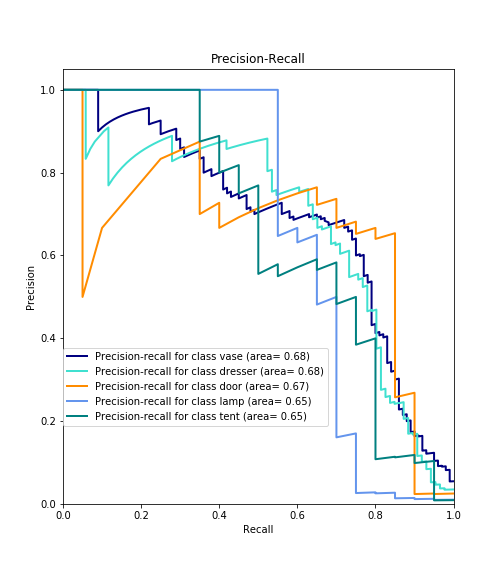 Precision-Recall
1.0
0.8
0.6
0.4
0.2
0.0
Precision
Precision-recall for class vase (area= 0.68)
Precision-recall for class dresser (area= 0.68)
Precision-recall for class door (area= 0.67)
Precision-recall for class lamp (area= 0.65)
Precision-recall for class tent (area= 0.65)
0.0 0.2 0.4 0.6 0.8 1.0
Recall